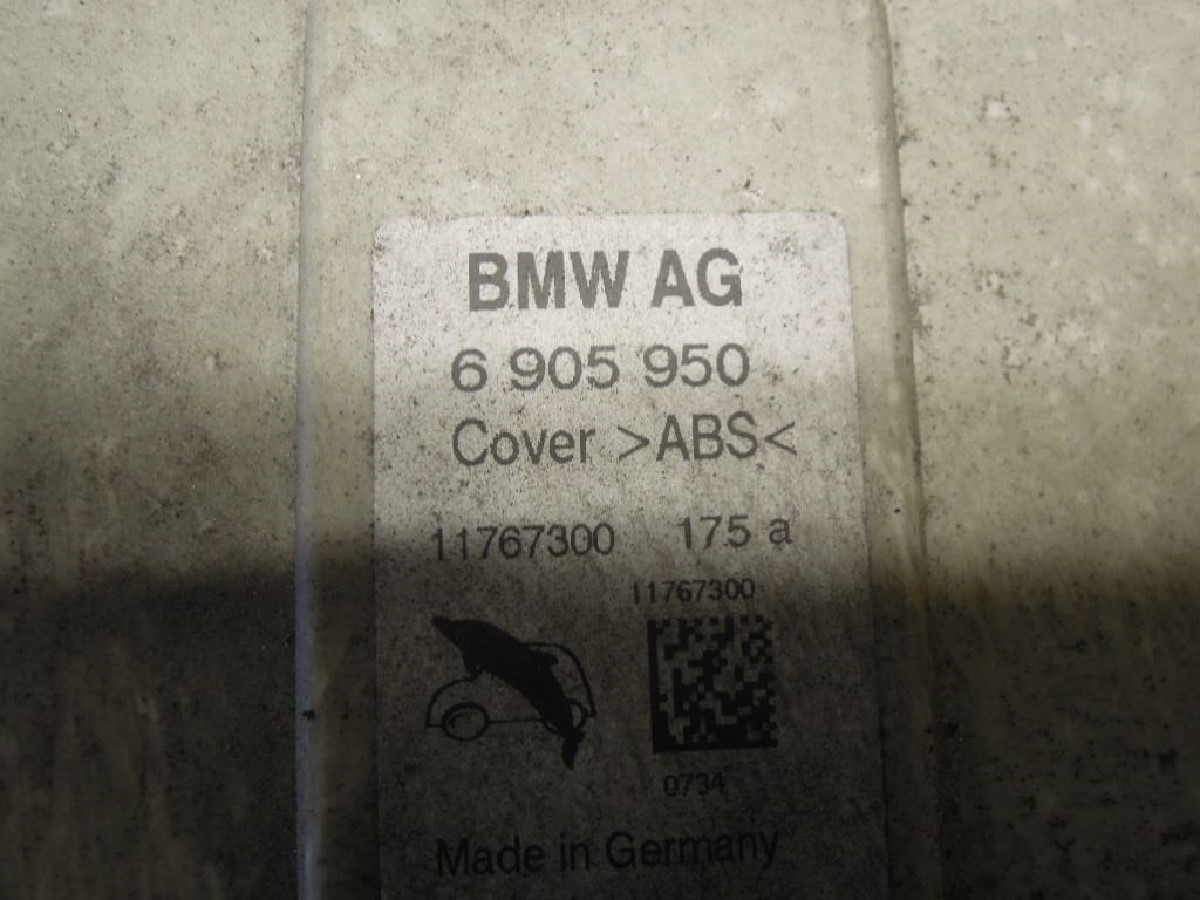 BMW AG
6 905 950
Cover >ABS<
11767300 175 a
11767300
0734
Made in Germany